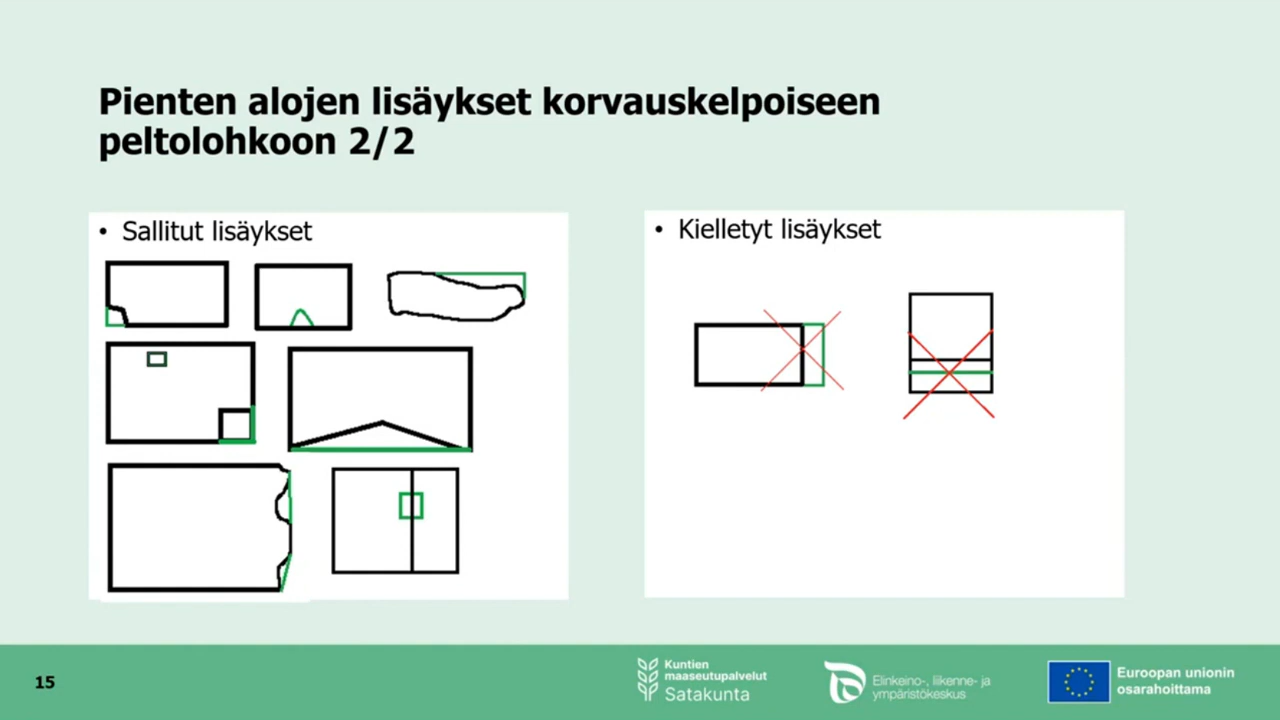 Pienten alojen lisäykset korvauskelpoiseen
peltolohkoon 2/2
• Sallitut lisäykset
• Kielletyt lisäykset
15
Kuntien
maaseutupalvelut
Satakunta
Elinkeino-, liikenne- ja
ympäristökeskus
Euroopan unionin
osarahoittama